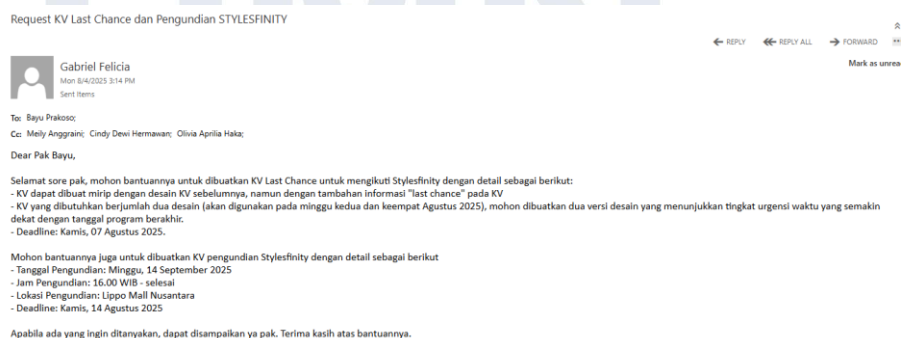 Request KV Last Chance dan Pengundian STYLESFINITY
REPLY REPLY ALL FORWARD
Mark as unrea
Gabriel Felicia
Mon 8/4/2025 3:14 PM
Sent Items
To: Bayu Prakoso;
Cc: Meily Anggraini; Cindy Dewi Hermawan; Olivia Aprilia Haka;
Dear Pak Bayu,
Selamat sore pak, mohon bantuannya untuk dibuatkan KV Last Chance untuk mengikuti Stylesfinity dengan detail sebagai berikut:
- KV dapat dibuat mirip dengan desain KV sebelumnya, namun dengan tambahan informasi "last chance" pada KV
- KV yang dibutuhkan berjumlah dua desain (akan digunakan pada minggu kedua dan keempat Agustus 2025), mohon dibuatkan dua versi desain yang menunjukkan tingkat urgensi waktu yang semakin
dekat dengan tanggal program berakhir.
- Deadline: Kamis, 07 Agustus 2025.
Mohon bantuannya juga untuk dibuatkan KV pengundian Stylesfinity dengan detail sebagai berikut
- Tanggal Pengundian: Minggu, 14 September 2025
- Jam Pengundian: 16.00 WIB - selesai
- Lokasi Pengundian: Lippo Mall Nusantara
- Deadline: Kamis, 14 Agustus 2025
Apabila ada yang ingin ditanyakan, dapat disampaikan ya pak. Terima kasih atas bantuannya.